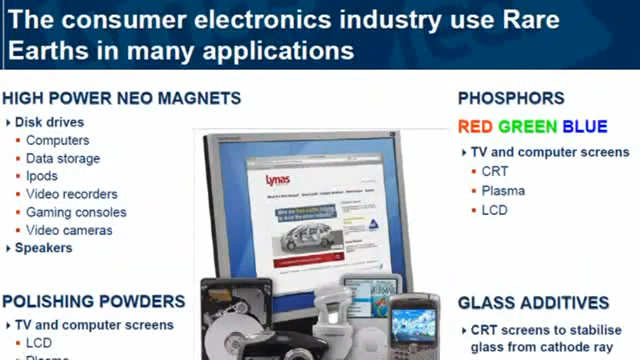 The consumer electronics industry use Rare
Earths in many applications
HIGH POWER NEO MAGNETS
Disk drives
Computers
Data storage
Ipods
Video recorders
Gaming consoles
Video cameras
Speakers
POLISHING POWDERS
TV and computer screens
LCD
Plasma
PHOSPHORS
RED GREEN BLUE
TV and computer screens
CRT
Plasma
LCD
GLASS ADDITIVES
CRT screens to stabilise
glass from cathode ray
Lynas